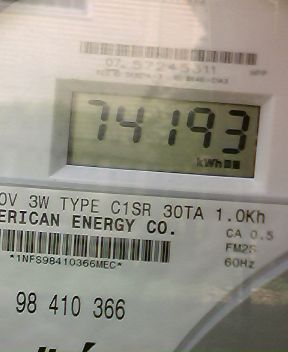 07. 57245311
74193
kWh
0V 3W TYPE C1SR 30TA 1.0Kh
ERICAN ENERGY CO.
CA 0.5
FM2S
60Hz
*1NFS98410366MEC*
98 410 366